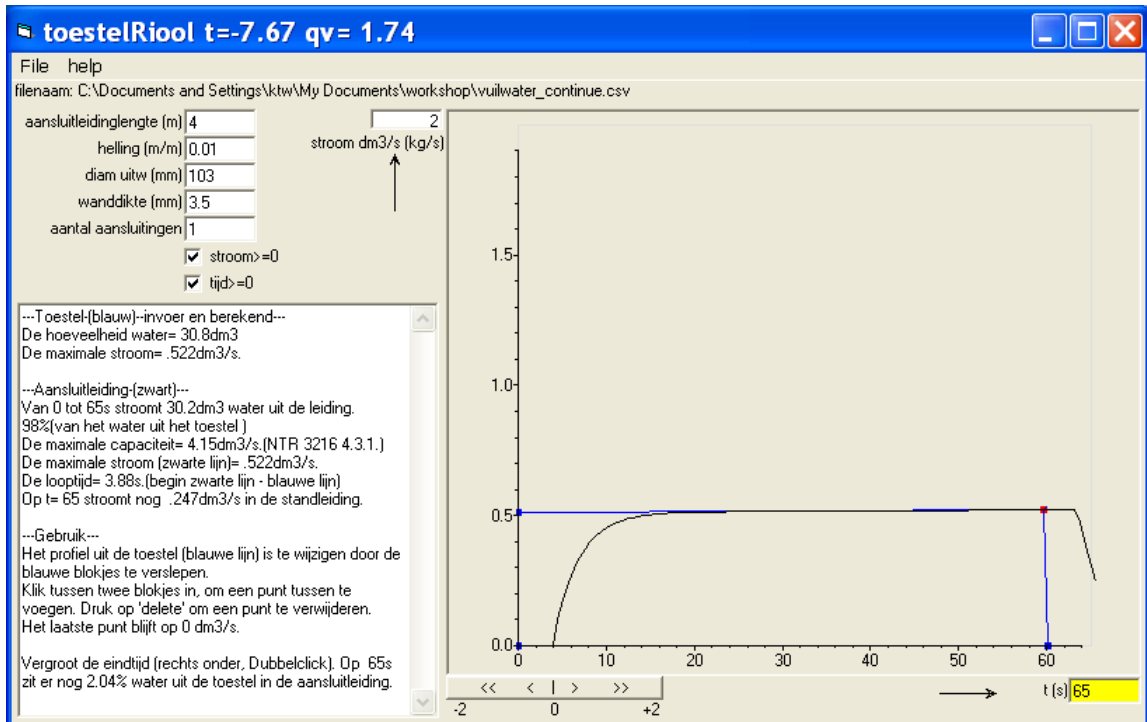 toestelRiool t=-7.67 qv= 1.74
File help
filenaam: C:\Documents and Settings\ktw\My Documents\workshop\vuilwater_continue.csv
aansluitleidinglengte (m) 4
helling (m/m) 0.01
diam uitw (mm) 103
wanddikte (mm) 3.5
aantal aansluitingen 1
stroom>=0
tijd>=0
2
stroom dm3/s (kg/s)
---Toestel-(blauw)--invoer en berekend---
De hoeveelheid water= 30.8dm3
De maximale stroom= .522dm3/s.
---Aansluitleiding-(zwart)---
Van 0 tot 65s stroomt 30.2dm3 water uit de leiding.
98%(van het water uit het toestel )
De maximale capaciteit= 4.15dm3/s.(NTR 3216 4.3.1.)
De maximale stroom (zwarte lijn)= .522dm3/s.
De looptijd= 3.88s.(begin zwarte lijn - blauwe lijn)
Op t= 65 stroomt nog .247dm3/s in de standleiding.
---Gebruik---
Het profiel uit de toestel (blauwe lijn) is te wijzigen door de
blauwe blokjes te verslepen.
Klik tussen twee blokjes in, om een punt tussen te
voegen. Druk op 'delete' om een punt te verwijderen.
Het laatste punt blijft op 0 dm3/s.
Vergroot de eindtijd (rechts onder, Dubbelclick). Op 65s
zit er nog 2.04% water uit de toestel in de aansluitleiding.
1.5
1.0
0.5
0.0
0 10 20 30 40 50 60
<< < | > >>
-2 0 +2
t (s) 65